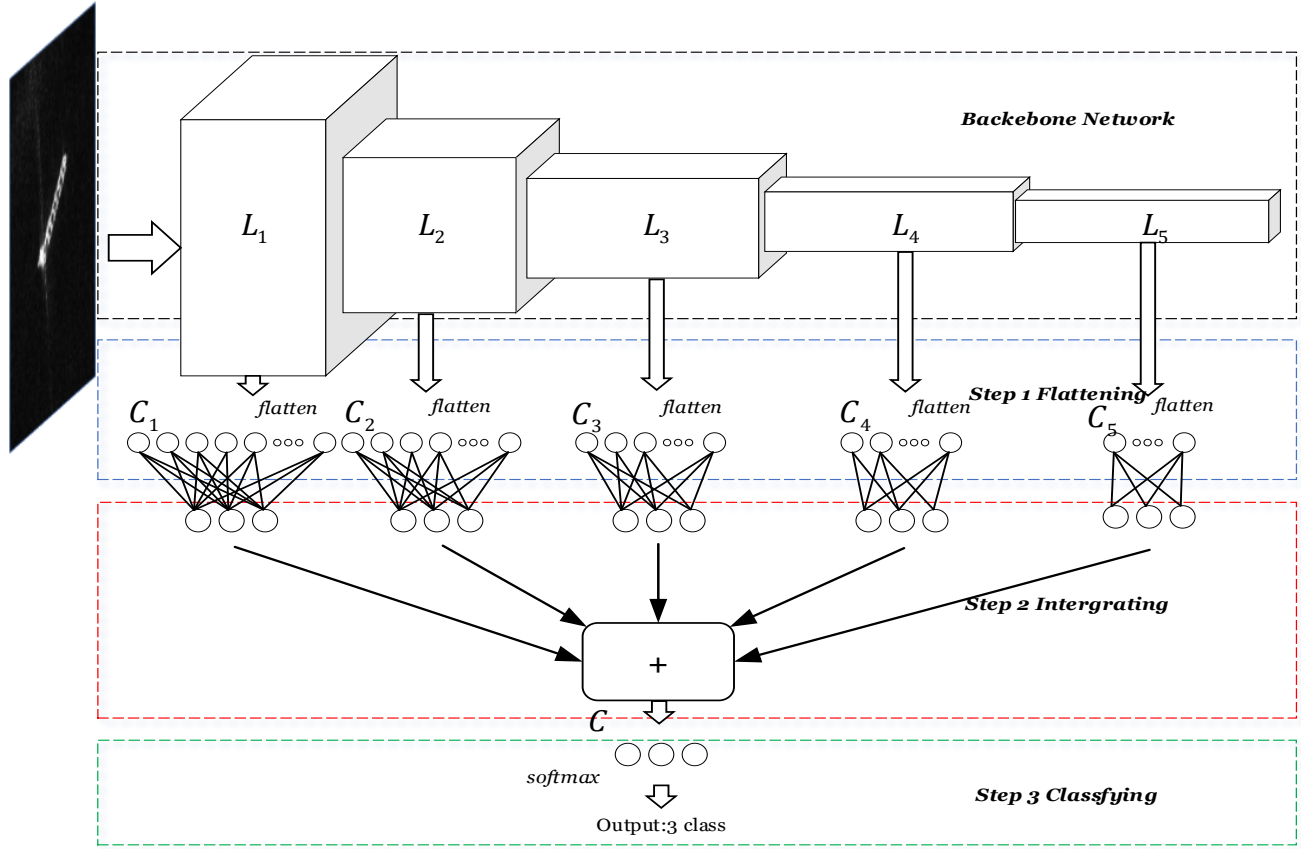 Backebone Network
L1
L2
L3
L4
L5
Step 1 Flattening
C1
flatten
C2
flatten
C3
flatten
C4
flatten
C5
flatten
Step 2 Intergrating
+
C
softmax
Step 3 Classfying
Output:3 class